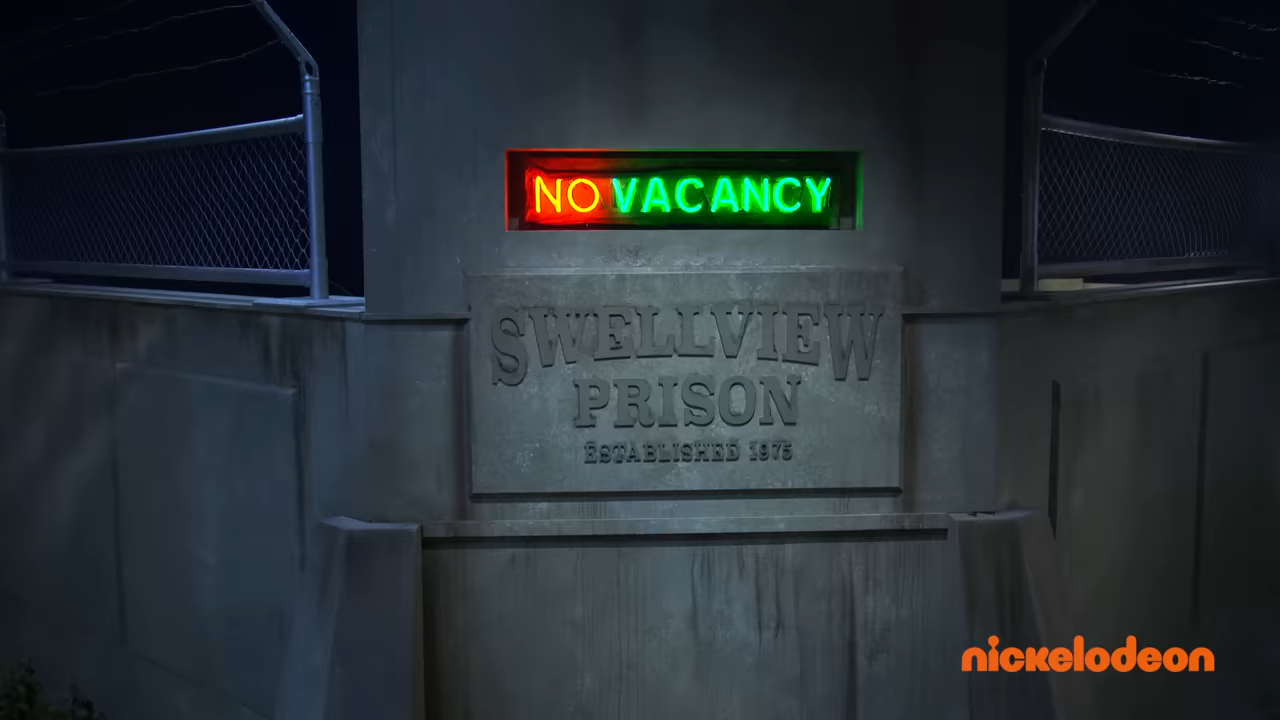 NO VACANCY
SWELLVIEW
PRISON
ESTABLISHED 1975
nickelodeon